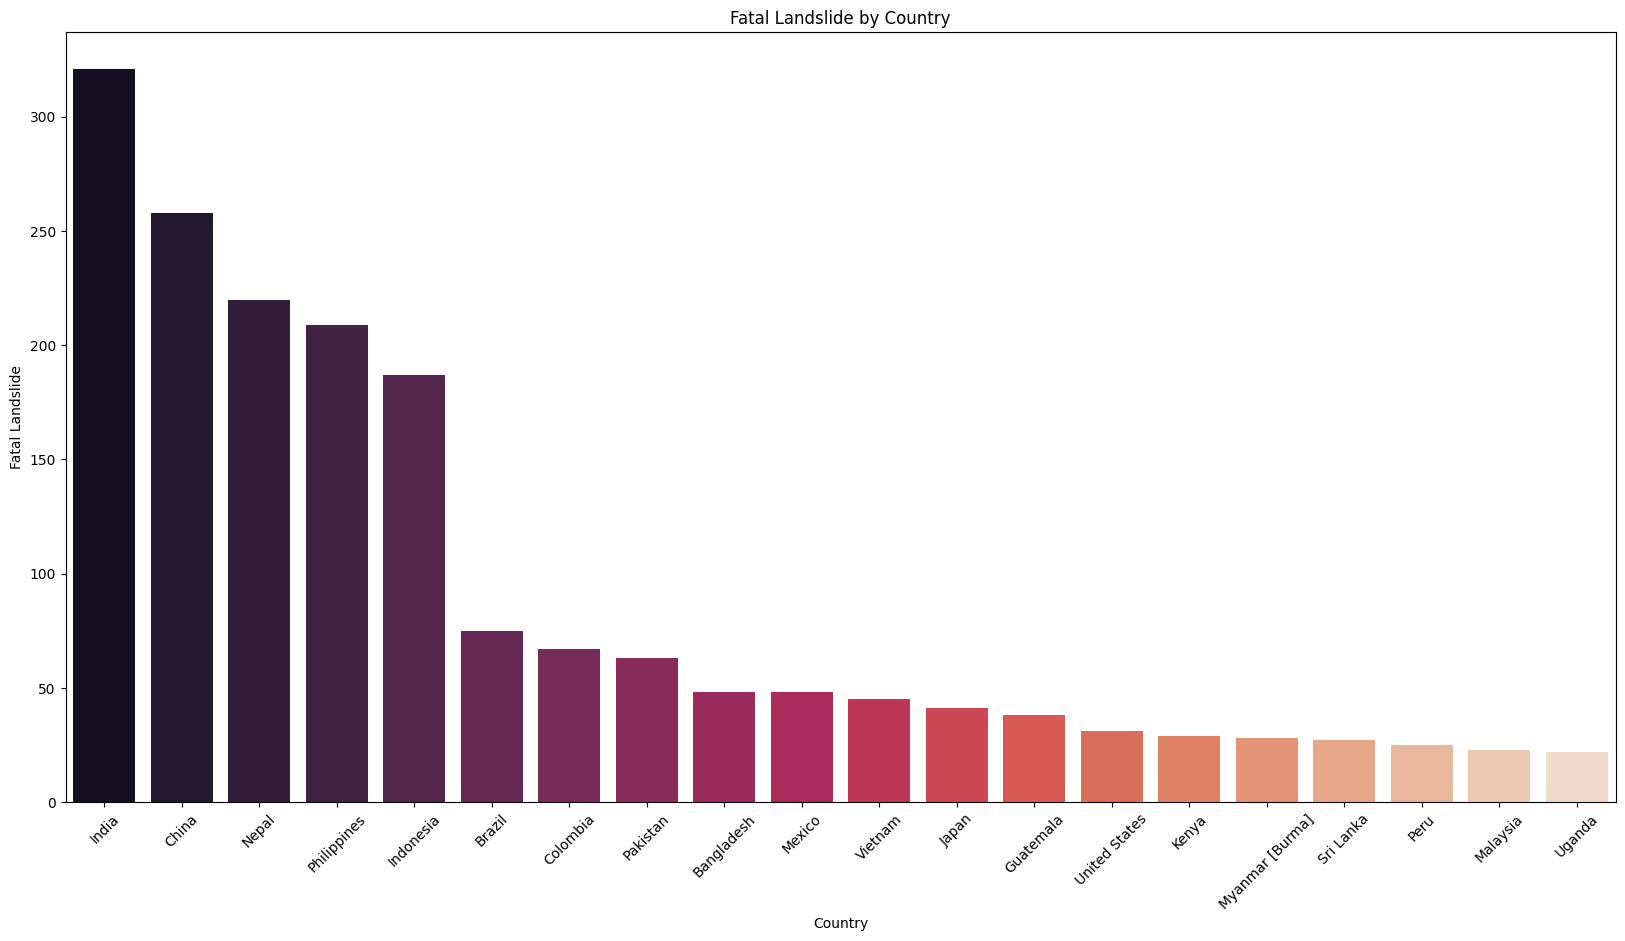 Fatal Landslide by Country
Fatal Landslide
300
250
200
150
100
50
0
India
China
Nepal
Philippines
Indonesia
Brazil
Colombia
Pakistan
Bangladesh
Mexico
Vietnam
Japan
Guatemala
United States
Kenya
Myanmar [Burma]
Sri Lanka
Peru
Malaysia
Uganda
Country